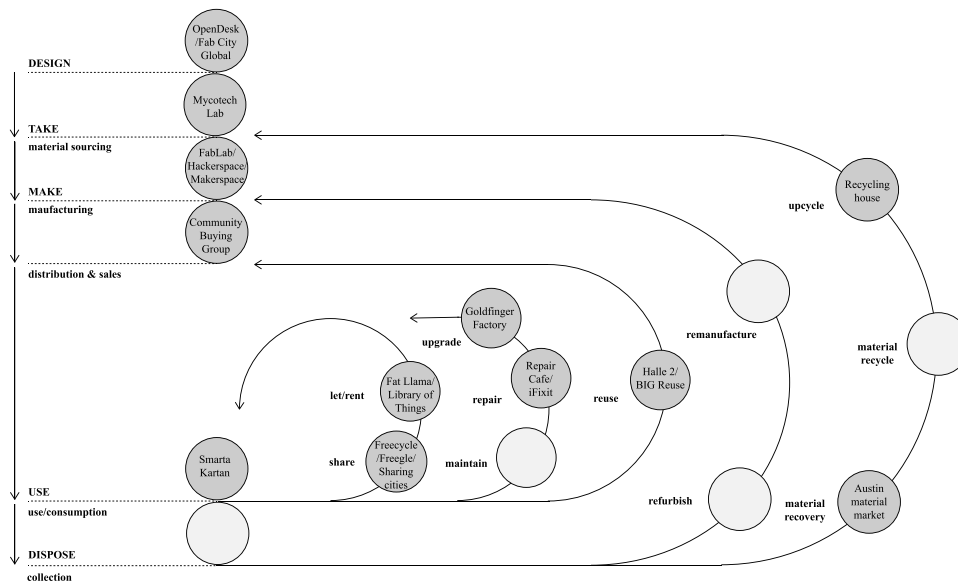 OpenDesk
/Fab City
Global
DESIGN
Mycotech
Lab
TAKE
material sourcing
FabLab/
Hackerspace/
Makerspace
MAKE
maufacturing
Community
Buying
Group
distribution & sales
Recycling
house
upcycle
remanufacture
material
recycle
Goldfinger
Factory
upgrade
Repair
Cafe/
iFixit
repair
Halle 2/
BIG Reuse
reuse
Fat Llama/
Library of
Things
let/rent
Freecycle
/Freegle/
Sharing
cities
share
maintain
Smarta
Kartan
USE
use/consumption
refurbish
material
recovery
Austin
material
market
DISPOSE
collection